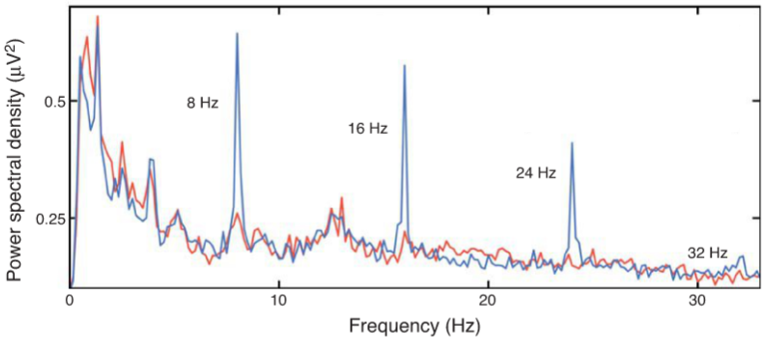 Power spectral density (μV²)
0.5
0.25
8 Hz
16 Hz
24 Hz
32 Hz
0
10
20
30
Frequency (Hz)